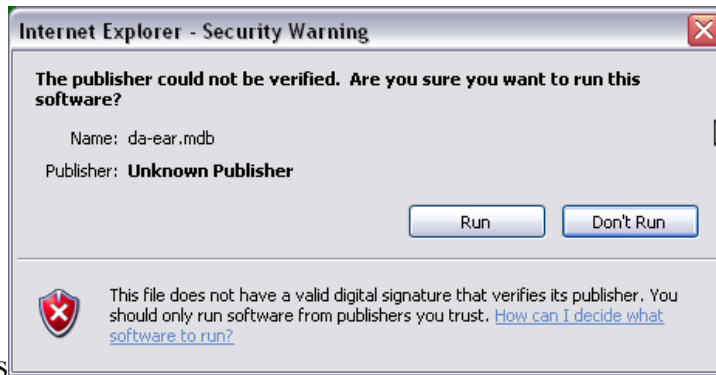 Internet Explorer - Security Warning
The publisher could not be verified.  Are you sure you want to run this
software?
Name: da-ear.mdb
Publisher: Unknown Publisher
Run Don't Run
This file does not have a valid digital signature that verifies its publisher. You
should only run software from publishers you trust. How can I decide what
software to run?
s